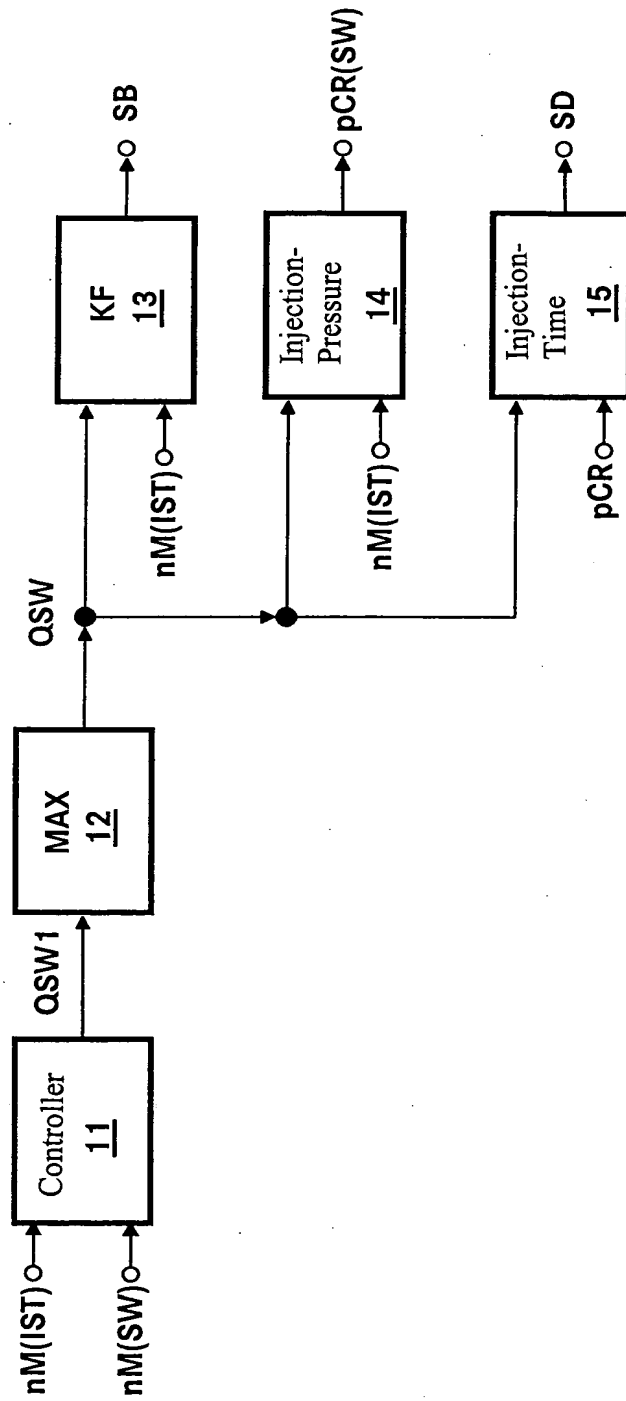 nM(IST)
nM(SW)
Controller
11
QSW1
MAX
12
QSW
nM(IST)
KF
13
SB
nM(IST)
Injection-
Pressure
14
pCR(SW)
pCR
Injection-
Time
15
SD